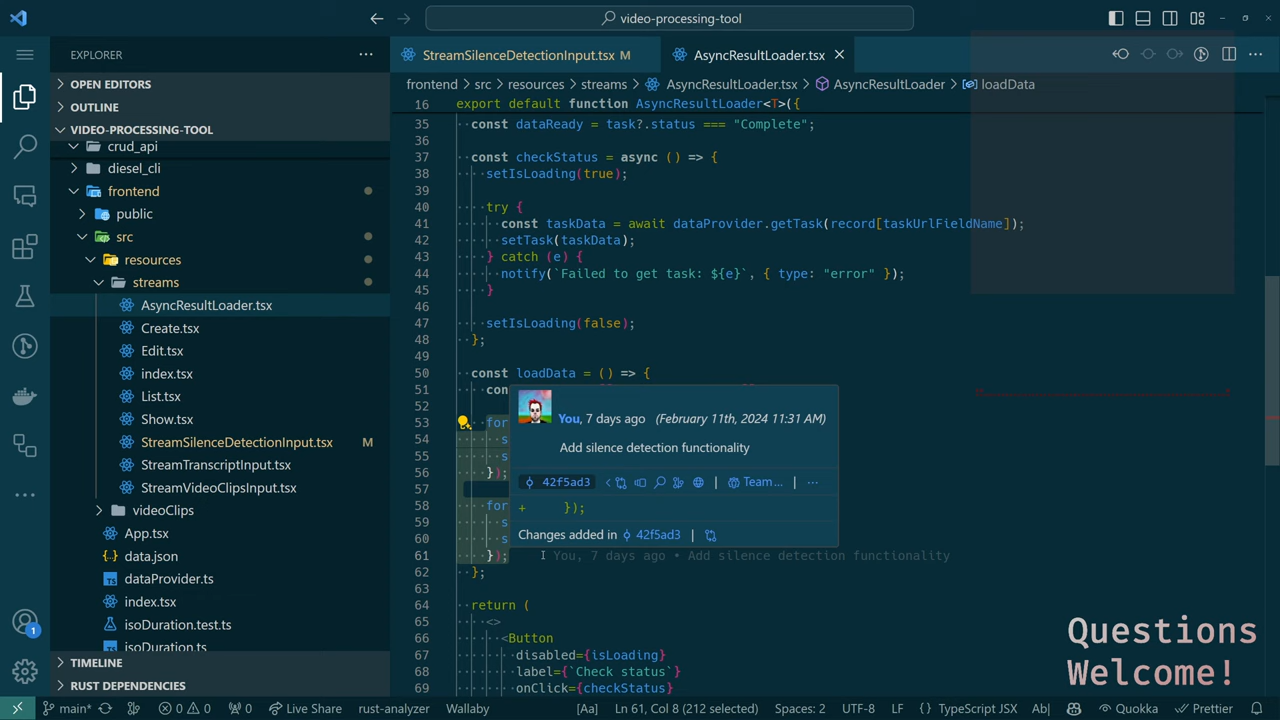 video-processing-tool
EXPLORER
StreamSilenceDetectionInput.tsx M
AsyncResultLoader.tsx
OPEN EDITORS
OUTLINE
VIDEO-PROCESSING-TOOL
crud_api
diesel_cli
frontend
public
src
resources
streams
AsyncResultLoader.tsx
Create.tsx
Edit.tsx
index.tsx
List.tsx
Show.tsx
StreamSilenceDetectionInput.tsx M
StreamTranscriptInput.tsx
StreamVideoClipsInput.tsx
videoClips
App.tsx
data.json
dataProvider.ts
index.tsx
isoDuration.test.ts
isoDuration.ts
TIMELINE
RUST DEPENDENCIES
frontend > src > resources > streams > AsyncResultLoader.tsx > AsyncResultLoader > loadData
16 export default function AsyncResultLoader<T>({
35 const dataReady = task?.status === "Complete";
36
37 const checkStatus = async () => {
38 setIsLoading(true);
39
40 try {
41 const taskData = await dataProvider.getTask(record[taskUrlFieldName]);
42 setTask(taskData);
43 } catch (e) {
44 notify(`Failed to get task: ${e}`, { type: "error" });
45 }
46
47 setIsLoading(false);
48 };
49
50 const loadData = () => {
51 con
52
53 for
54 s
55 s
56 });
57
58 for
59 s
60 s
61 }); You, 7 days ago • Add silence detection functionality
62 };
63
64 return (
65 <>
66 <Button
67 disabled={isLoading}
68 label={`Check status`}
69 onClick={checkStatus}
You, 7 days ago (February 11th, 2024 11:31 AM)
Add silence detection functionality
42f5ad3 | Team... | ...
+ });
Changes added in 42f5ad3 |
Questions
Welcome!
1
main* 0 0 0 Live Share rust-analyzer Wallaby [Aa] Ln 61, Col 8 (212 selected) Spaces: 2 UTF-8 LF {} TypeScript JSX Ab| Quokka Prettier